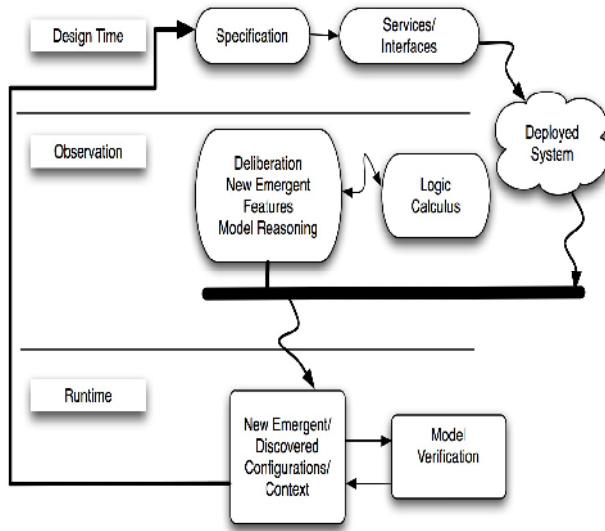 Design Time
Specification
Services/
Interfaces
Deployed
System
Observation
Deliberation
New Emergent
Features
Model Reasoning
Logic
Calculus
Runtime
New Emergent/
Discovered
Configurations/
Context
Model
Verification